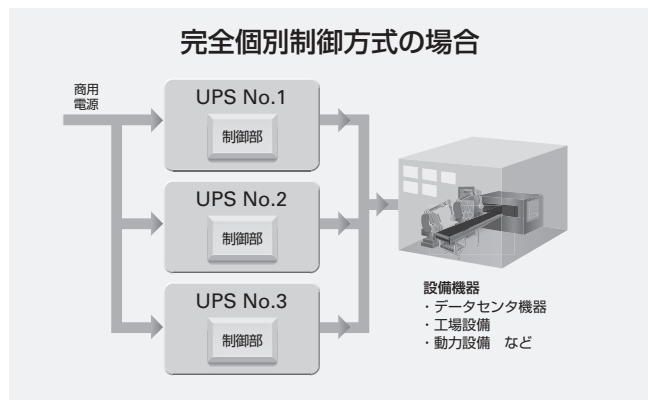 完全個別制御方式の場合
商用
電源
UPS No.1
制御部
UPS No.2
制御部
UPS No.3
制御部
設備機器
・データセンタ機器
・工場設備
・動力設備　など